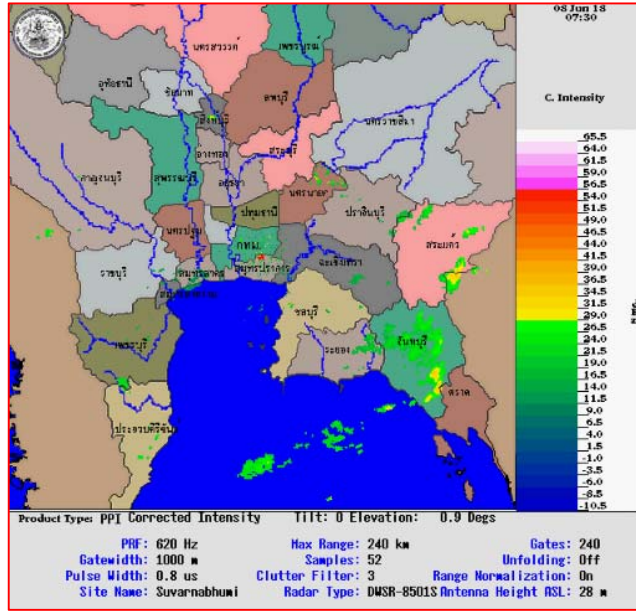 08 Jun 18
07:30
C. Intensity
นครสวรรค์
เพชรบูรณ์
อุทัยธานี
ชัยนาท
ลพบุรี
นครราชสีมา
สิงห์บุรี
อ่างทอง
สระบุรี
กาญจนบุรี
สุพรรณบุรี
อยุธยา
นครนายก
ปราจีนบุรี
ปทุมธานี
นครปฐม
กทม.
สระแก้ว
ราชบุรี
สมุทรสาคร
สมุทรปราการ
ฉะเชิงเทรา
ชลบุรี
เพชรบุรี
ระยอง
จันทบุรี
ตราด
ประจวบคีรีขันธ์
65.5
64.0
61.5
59.0
56.5
54.0
51.5
49.0
46.5
44.0
41.5
39.0
36.5
34.0
31.5
29.0
26.5
24.0
21.5
19.0
16.5
14.0
11.5
9.0
6.5
4.0
1.5
-1.0
-3.5
-6.0
-8.5
-10.5
Product Type: PPI Corrected Intensity Tilt: 0 Elevation: 0.9 Degs
PRF: 620 Hz Max Range: 240 km Gates: 240
Gatewidth: 1000 m Samples: 52 Unfolding: Off
Pulse Width: 0.8 us Clutter Filter: 3 Range Normalization: On
Site Name: Suvarnabhumi Radar Type: DWSR-8501S Antenna Height ASL: 28 m